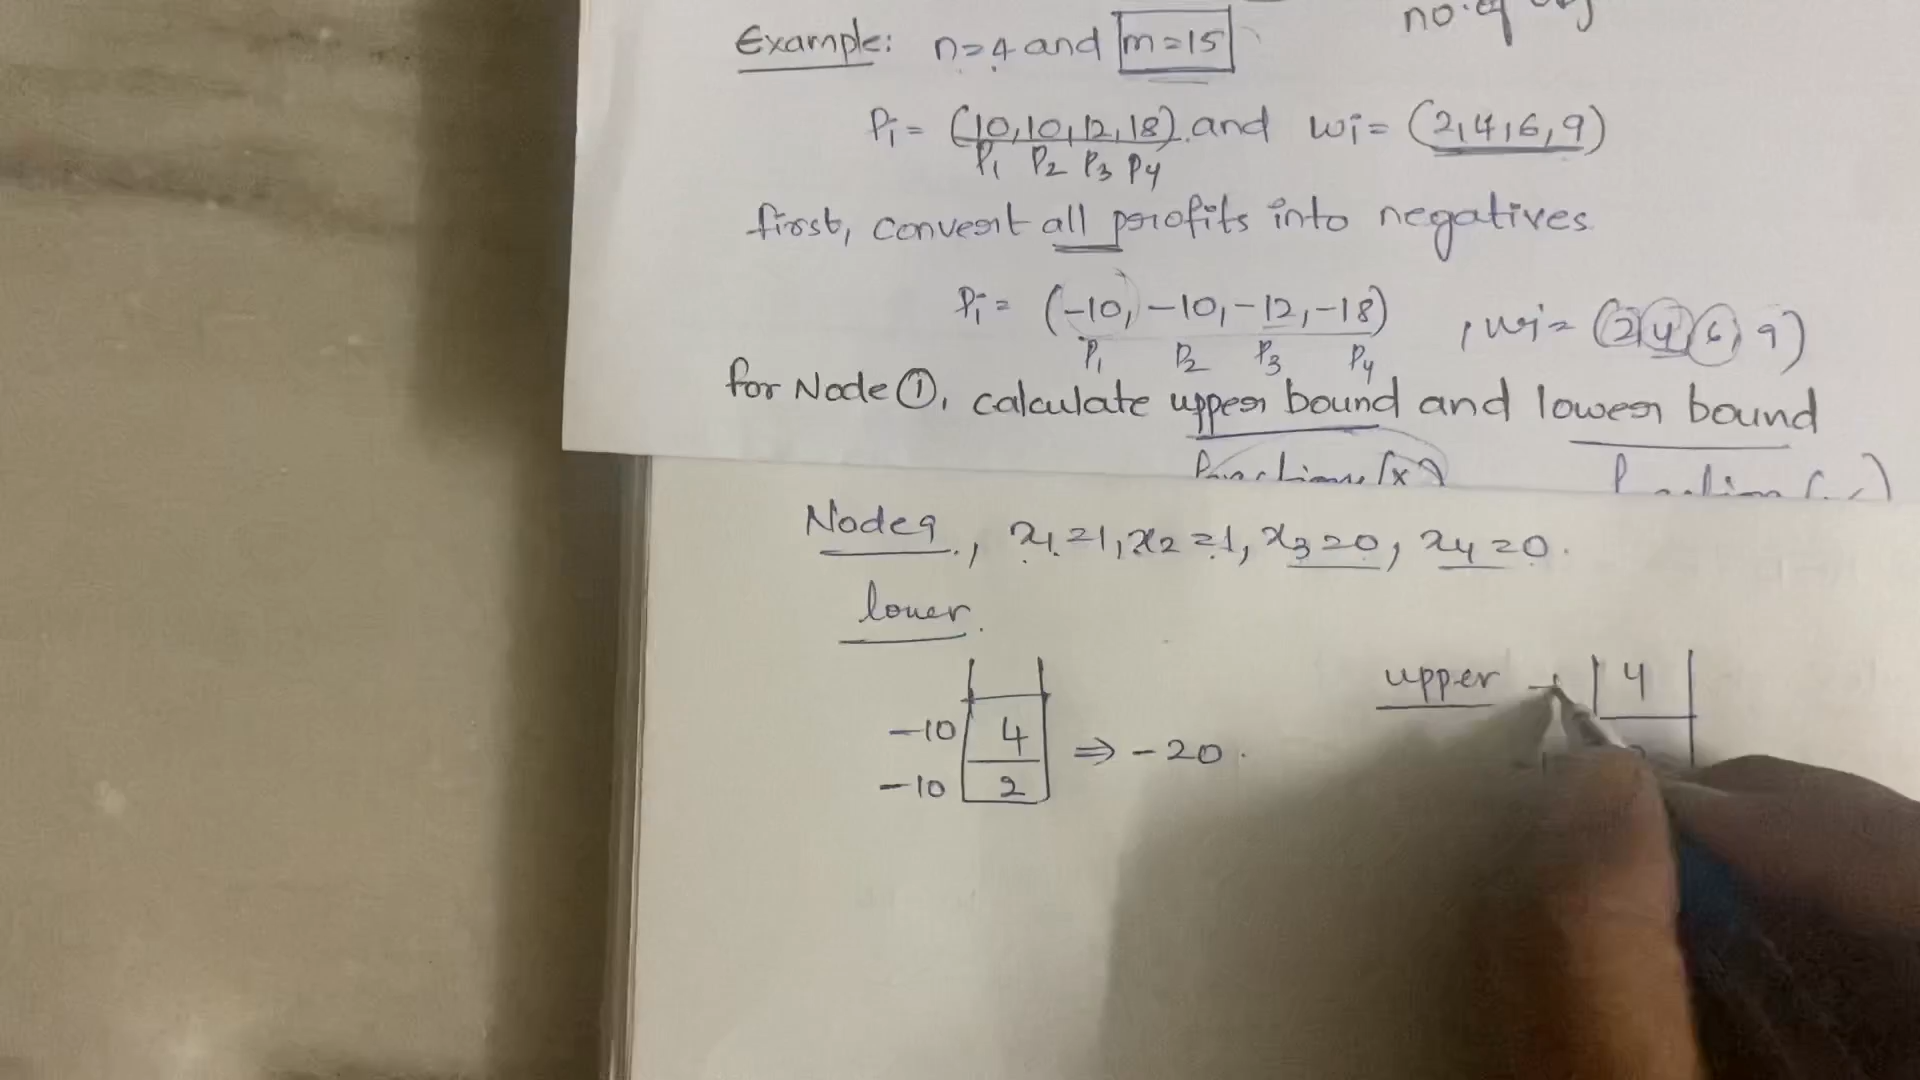 no. of obj
Example: n=4 and m=15
Pi = (10,10,12,18) and wi = (2,4,6,9)
P1 P2 P3 P4
first, convert all profits into negatives
Pi = (-10, -10, -12, -18) , wi = (2, 4, 6, 9)
P1 P2 P3 P4
for Node ①, calculate upper bound and lower bound
Node9, x1=1, x2=1, x3=0, x4=0.
lower
upper 4
-10 4 ⇒ -20.
-10 2